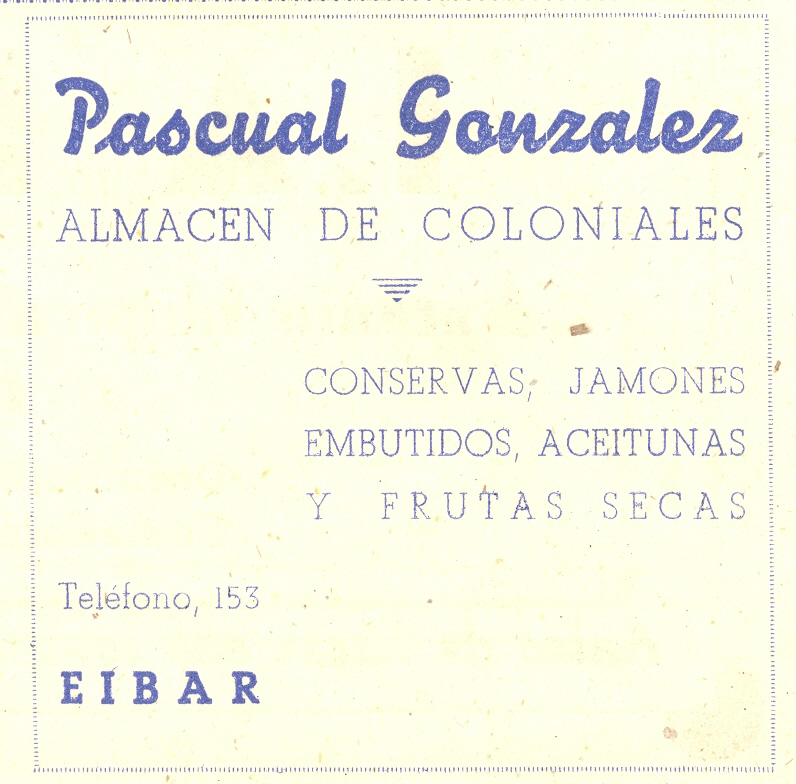 Pascual Gonzalez
ALMACEN DE COLONIALES
CONSERVAS, JAMONES
EMBUTIDOS, ACEITUNAS
Y FRUTAS SECAS
Teléfono, 153
EIBAR